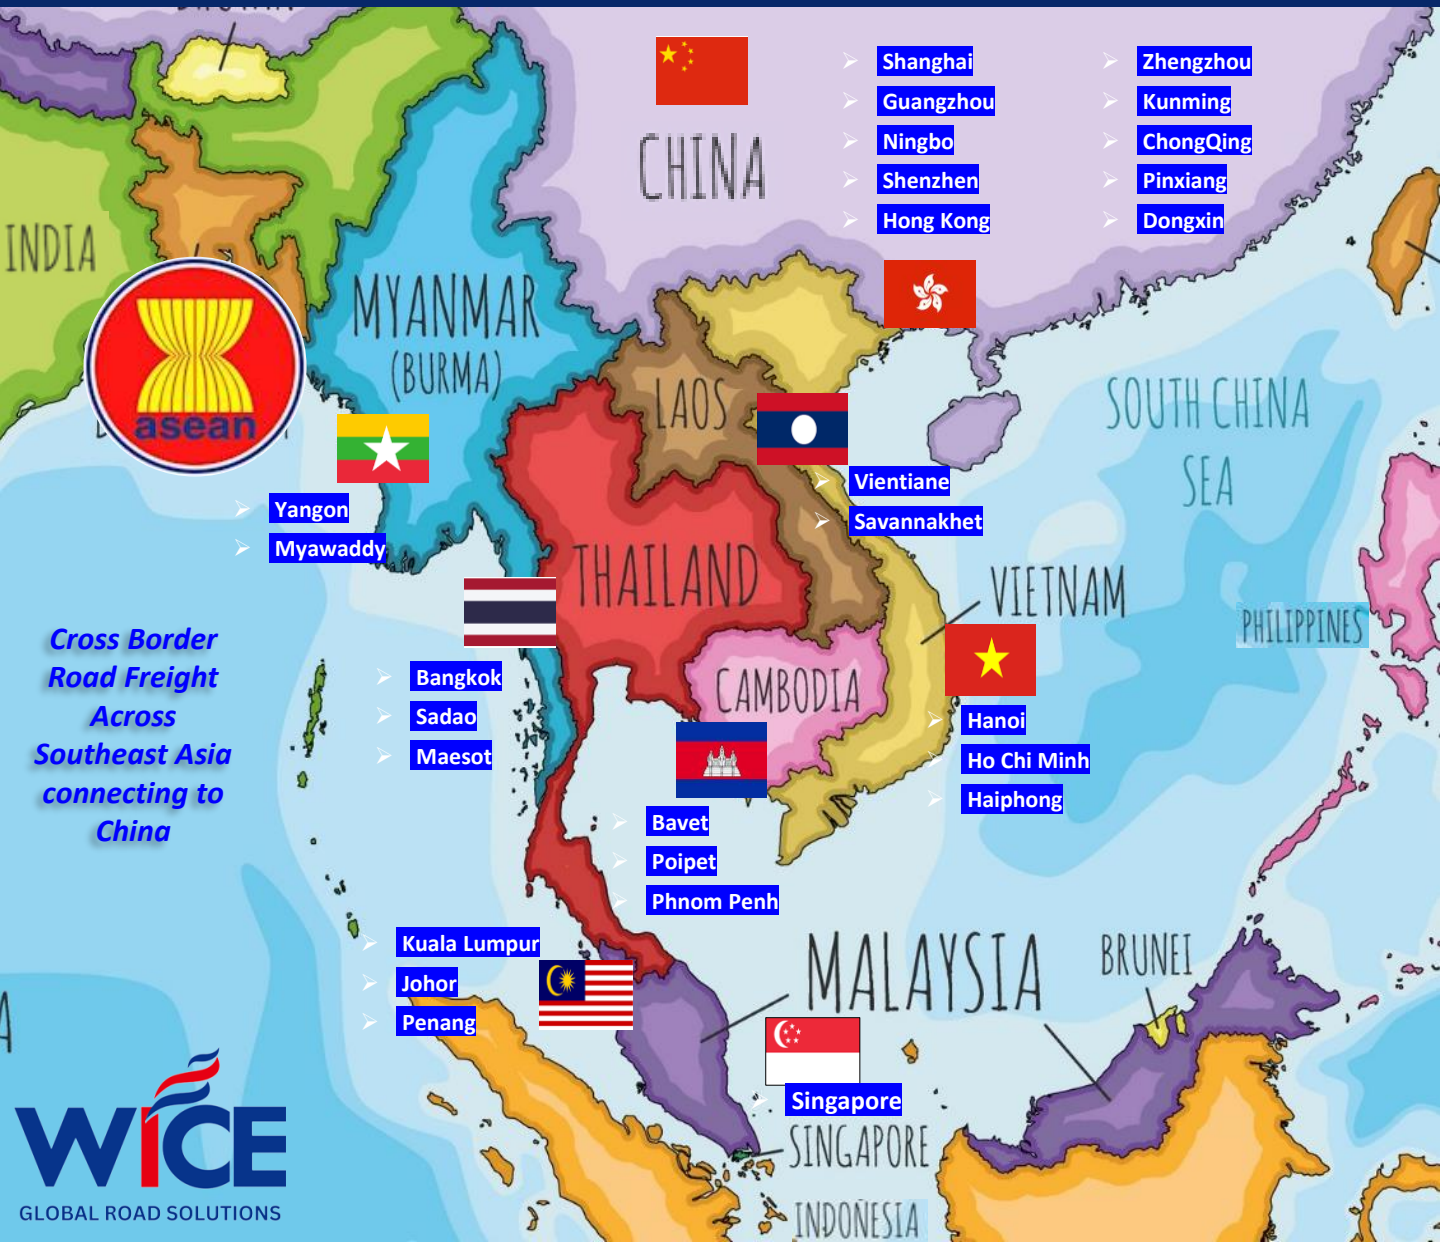 CHINA
Shanghai
Guangzhou
Ningbo
Shenzhen
Hong Kong
Zhengzhou
Kunming
ChongQing
Pinxiang
Dongxin
INDIA
MYANMAR
(BURMA)
asean
LAOS
SOUTH CHINA
SEA
Vientiane
Savannakhet
Yangon
Myawaddy
THAILAND
VIETNAM
PHILIPPINES
Cross Border
Road Freight
Across
Southeast Asia
connecting to
China
Bangkok
Sadao
Maesot
CAMBODIA
Hanoi
Ho Chi Minh
Haiphong
Bavet
Poipet
Phnom Penh
Kuala Lumpur
Johor
Penang
MALAYSIA
BRUNEI
Singapore
SINGAPORE
INDONESIA
WICE
GLOBAL ROAD SOLUTIONS